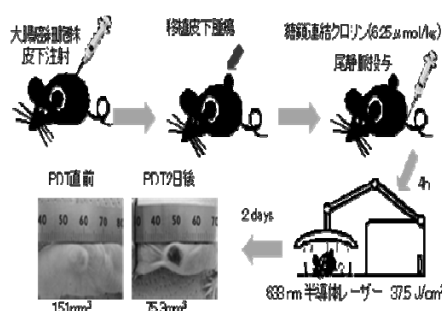 大腸癌細胞株
皮下注射
移植皮下腫瘍
糖鎖連結クロリン(6.25μmol/kg)
尾静脈投与
4h
633 nm 半導体レーザー 37.5 J/cm²
2 days
PDT直前
PDT2日後
40 50 60 70 80
40 50 60 70
151mm³
75.3mm³